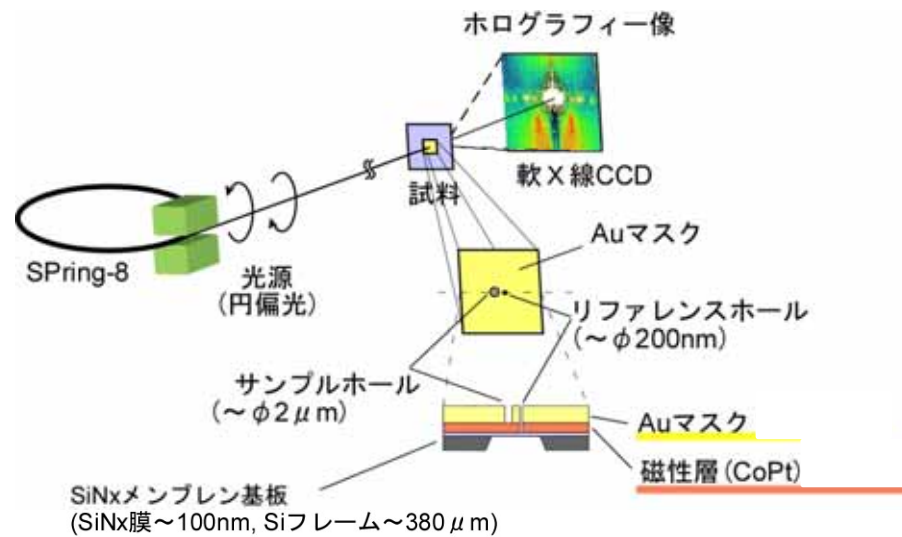 ホログラフィー像
軟X線CCD
試料
SPring-8
光源
(円偏光)
Auマスク
リファレンスホール
(~φ200nm)
サンプルホール
(~φ2μm)
Auマスク
磁性層(CoPt)
SiNxメンブレン基板
(SiNx膜~100nm, Siフレーム~380μm)